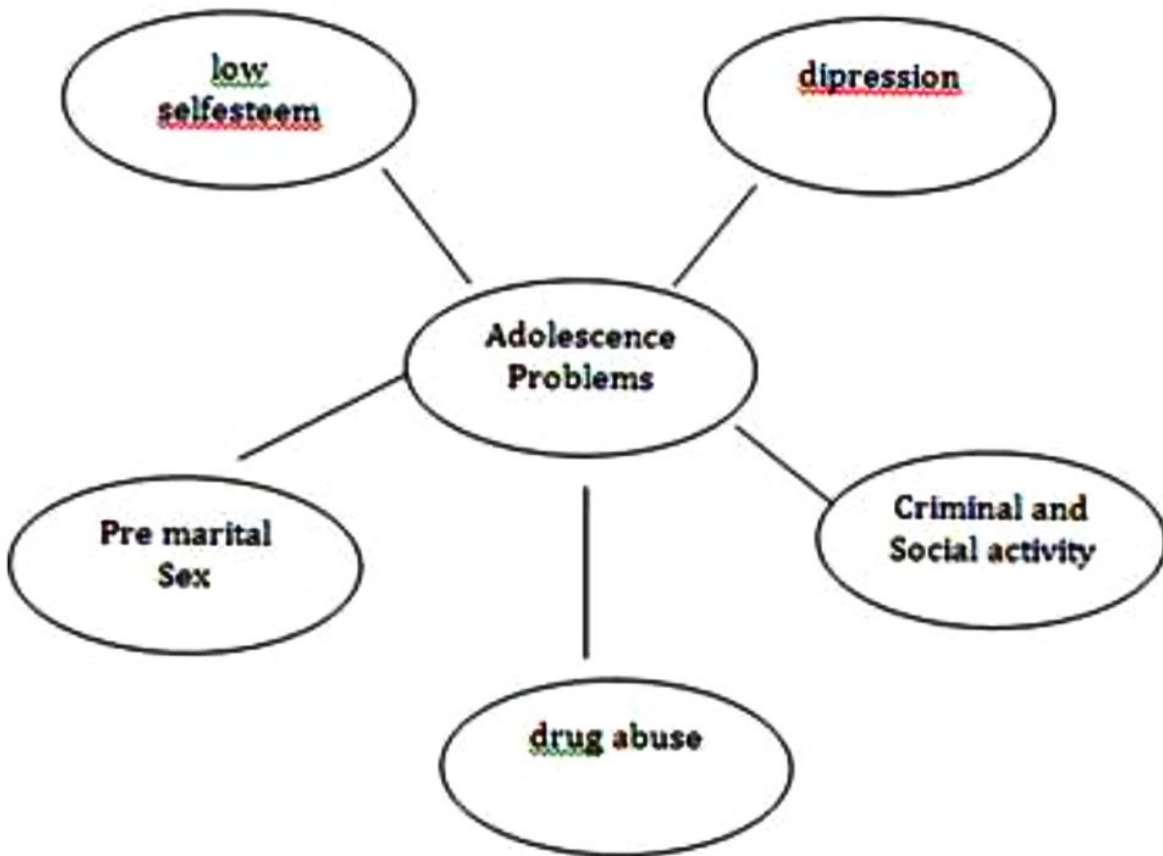 low
selfesteem
dipression
Adolescence
Problems
Pre marital
Sex
Criminal and
Social activity
drug abuse